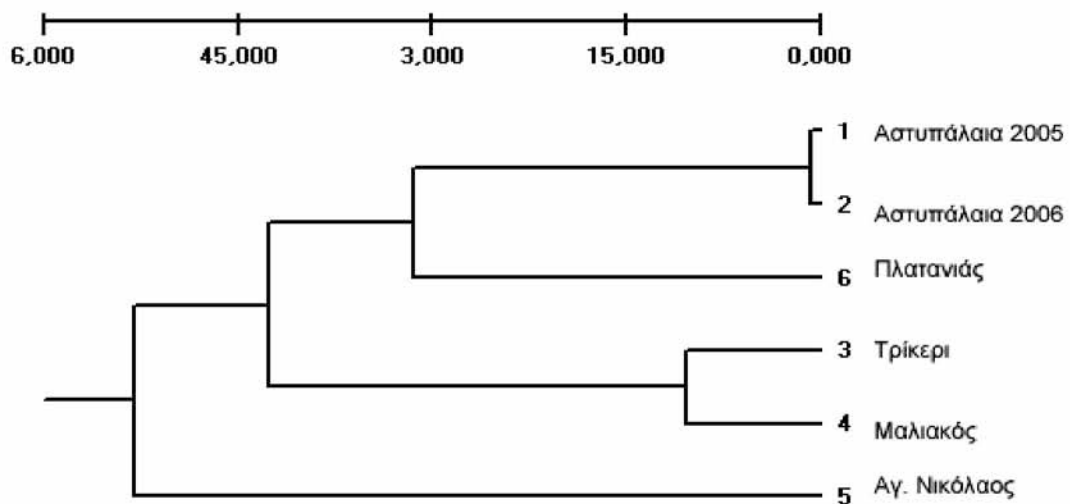 6,000 45,000 3,000 15,000 0,000
1 Αστυπάλαια 2005
2 Αστυπάλαια 2006
6 Πλατανιάς
3 Τρίκερι
4 Μαλιακός
5 Αγ. Νικόλαος